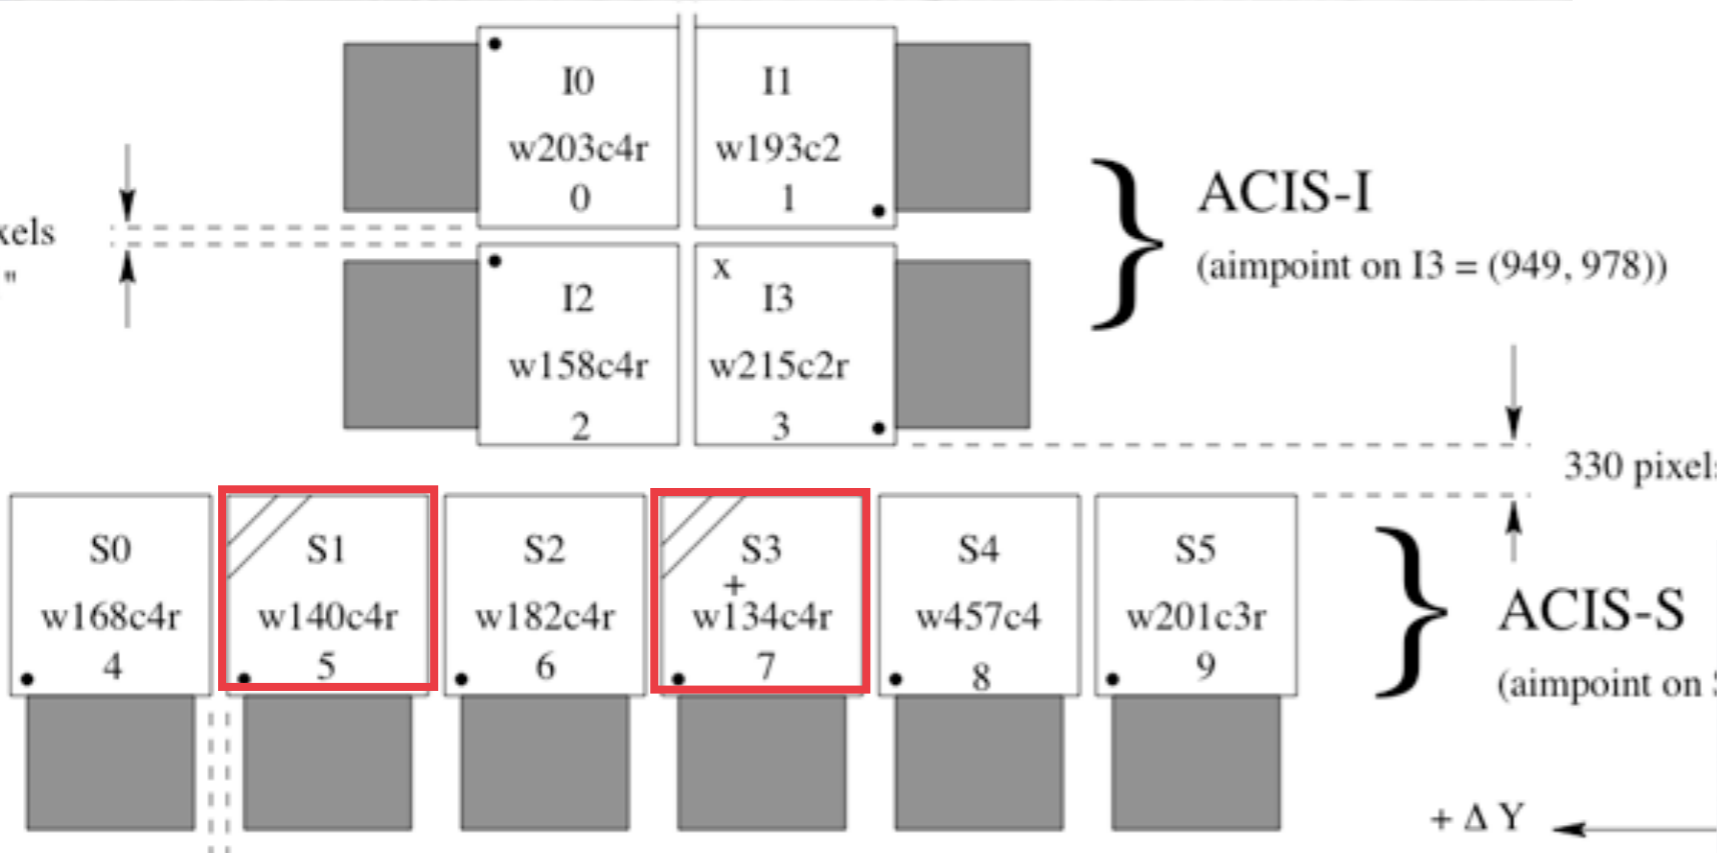 I0
w203c4r
0
I1
w193c2
1
ACIS-I
(aimpoint on I3 = (949, 978))
"
x
I2
w158c4r
2
I3
w215c2r
3
330
S0
w168c4r
4
S1
w140c4r
5
S2
w182c4r
6
S3
+
w134c4r
7
S4
w457c4
8
S5
w201c3r
9
ACIS-S
(aimpoint on
+ Δ Y